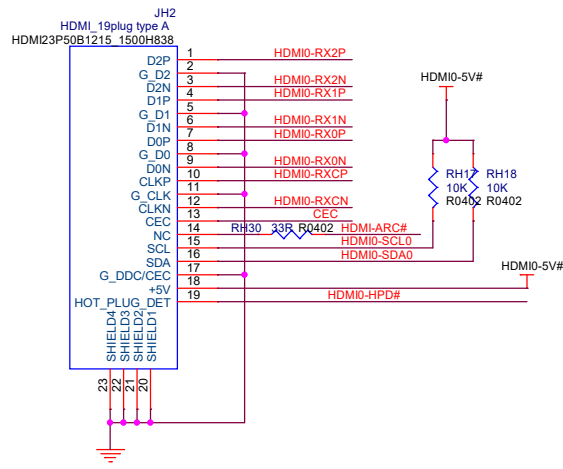 JH2
HDMI_19plug type A
HDMI23P50B1215_1500H838
D2P 1 HDMI0-RX2P
G_D2 2
D2N 3 HDMI0-RX2N
D1P 4 HDMI0-RX1P
G_D1 5
D1N 6 HDMI0-RX1N
D0P 7 HDMI0-RX0P
G_D0 8
D0N 9 HDMI0-RX0N
CLKP 10 HDMI0-RXCP
G_CLK 11
CLKN 12 HDMI0-RXCN
CEC 13 CEC
NC 14 RH30 33R R0402 HDMI-ARC#
SCL 15 HDMI0-SCL0
SDA 16 HDMI0-SDA0
G_DDC/CEC 17
+5V 18
HOT_PLUG_DET 19 HDMI0-HPD#
HDMI0-5V#
RH17 RH18
10K 10K
R0402 R0402
HDMI0-5V#
SHIELD4 SHIELD3 SHIELD2 SHIELD1
23 22 21 20